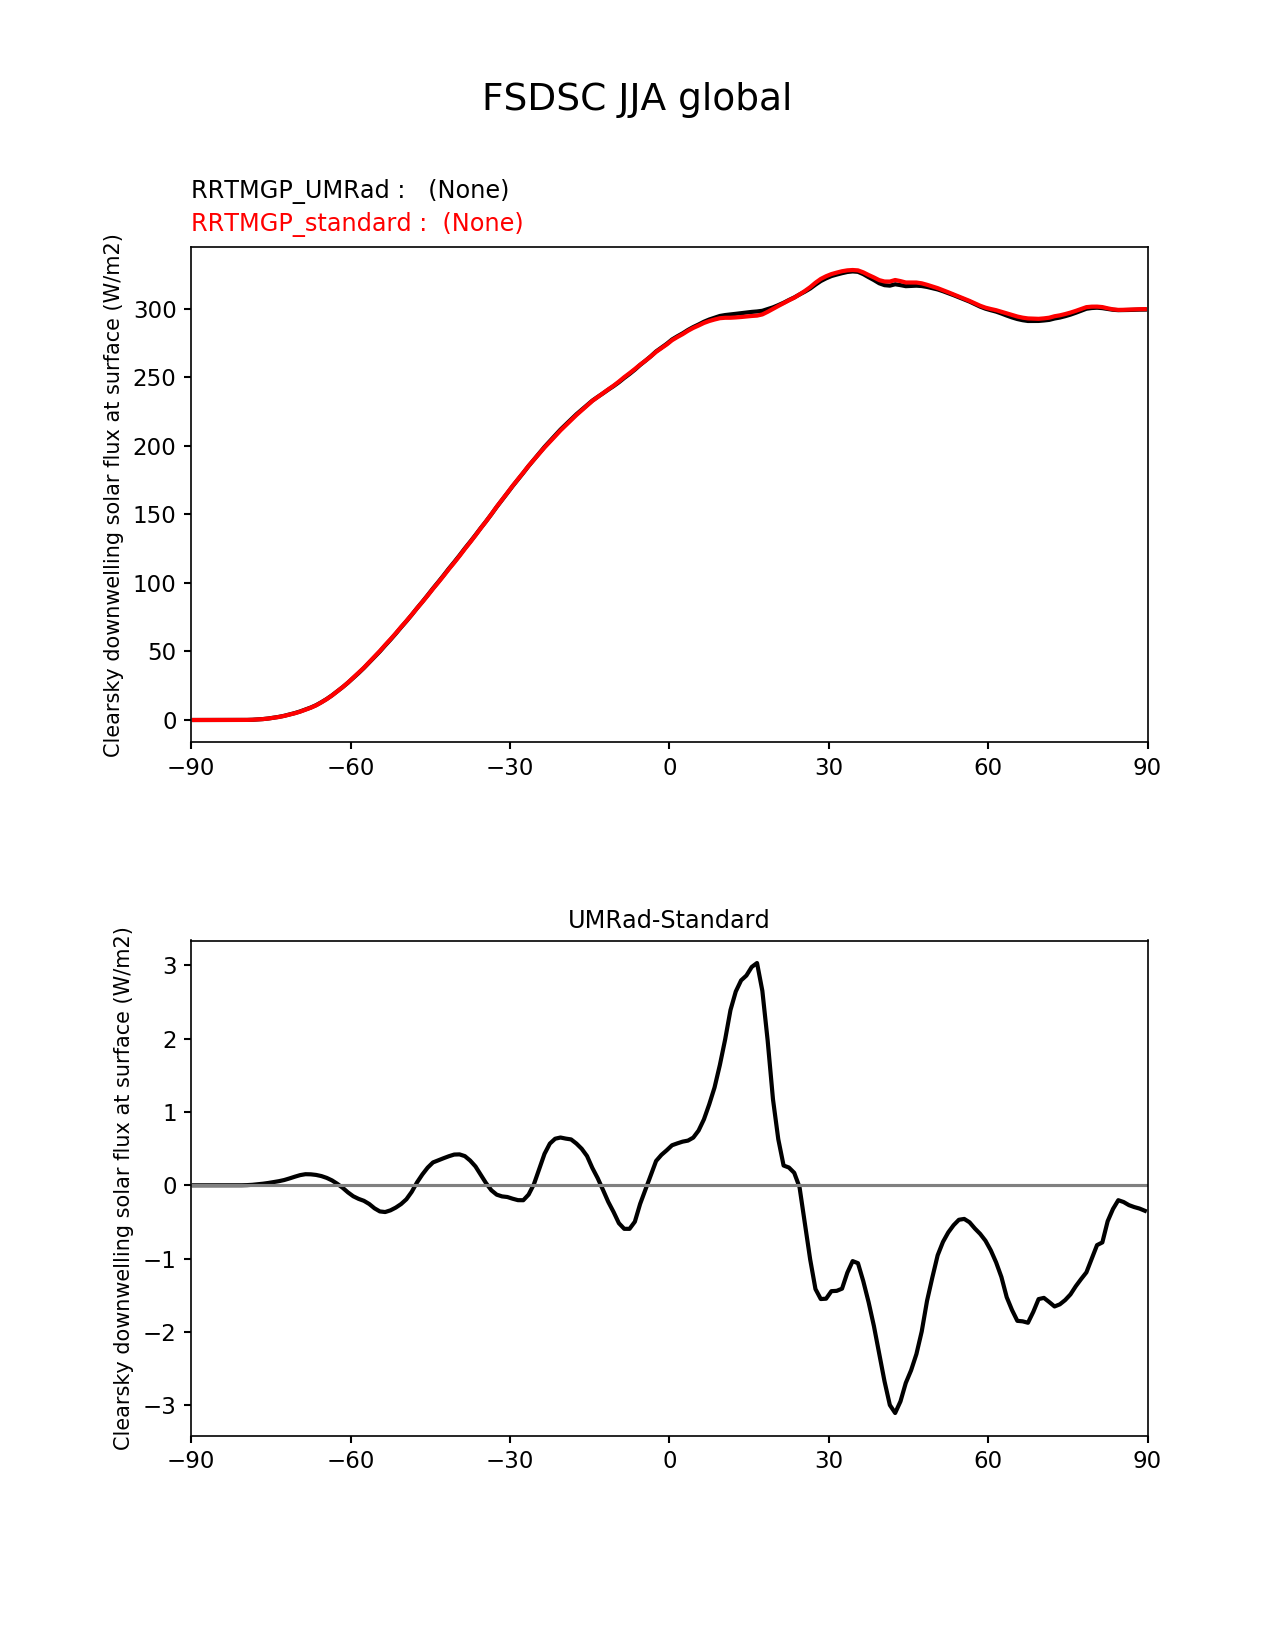 FSDSC JJA global
RRTMGP_UMRad :   (None)
RRTMGP_standard :  (None)
Clearsky downwelling solar flux at surface (W/m2)
300
250
200
150
100
50
0
−90 −60 −30 0 30 60 90
UMRad-Standard
Clearsky downwelling solar flux at surface (W/m2)
3
2
1
0
−1
−2
−3
−90 −60 −30 0 30 60 90